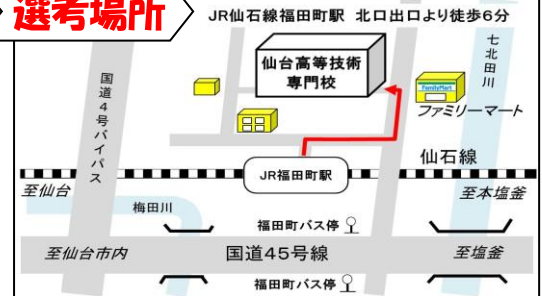 選考場所
JR仙石線福田町駅 北口出口より徒歩6分
仙台高等技術
専門校
七北田川
国道4号バイパス
FamilyMart
ファミリーマート
仙石線
JR福田町駅
至仙台
至本塩釜
梅田川
福田町バス停
至仙台市内
国道45号線
至塩釜
福田町バス停